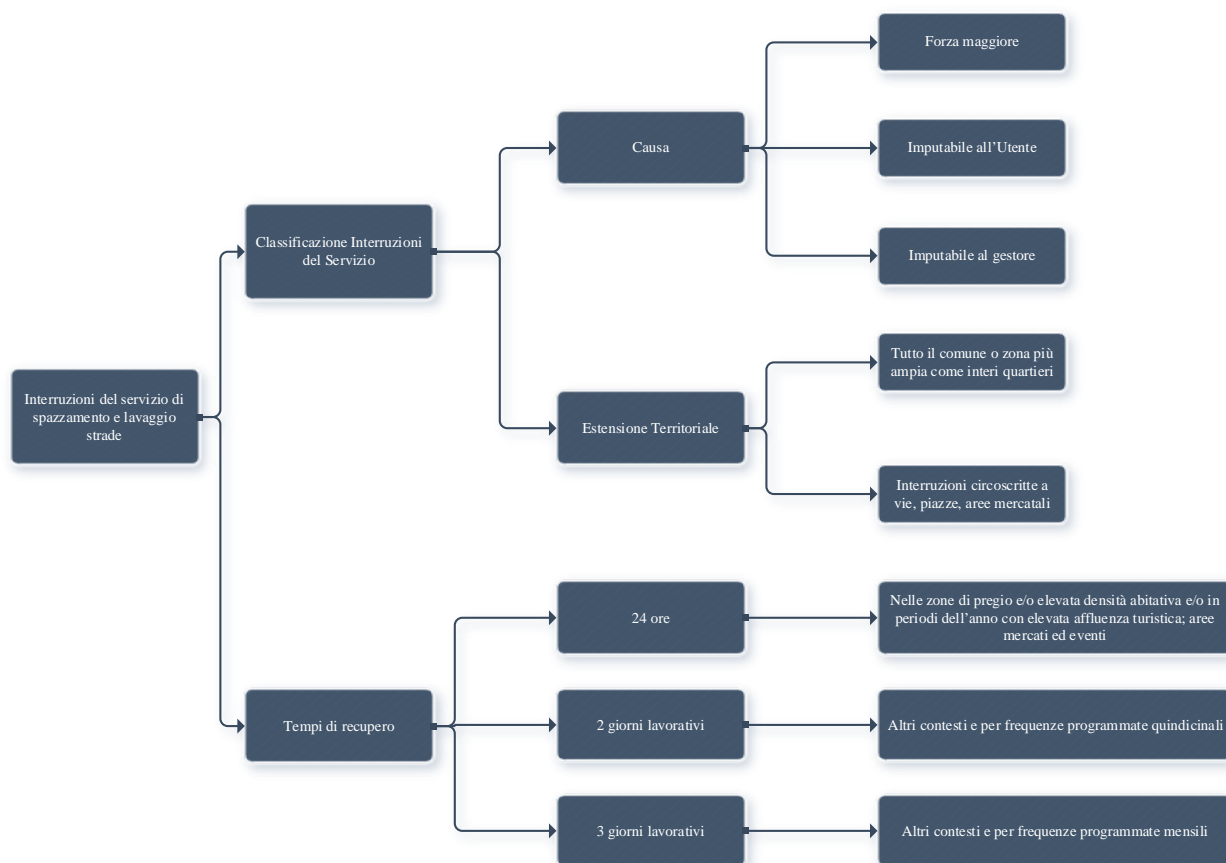 Forza maggiore
Causa
Imputabile all’Utente
Classificazione Interruzioni
del Servizio
Imputabile al gestore
Tutto il comune o zona più
ampia come interi quartieri
Interruzioni del servizio di
spazzamento e lavaggio
strade
Estensione Territoriale
Interruzioni circoscritte a
vie, piazze, aree mercatali
24 ore
Nelle zone di pregio e/o elevata densità abitativa e/o in
periodi dell’anno con elevata affluenza turistica; aree
mercati ed eventi
Tempi di recupero
2 giorni lavorativi
Altri contesti e per frequenze programmate quindicinali
3 giorni lavorativi
Altri contesti e per frequenze programmate mensili